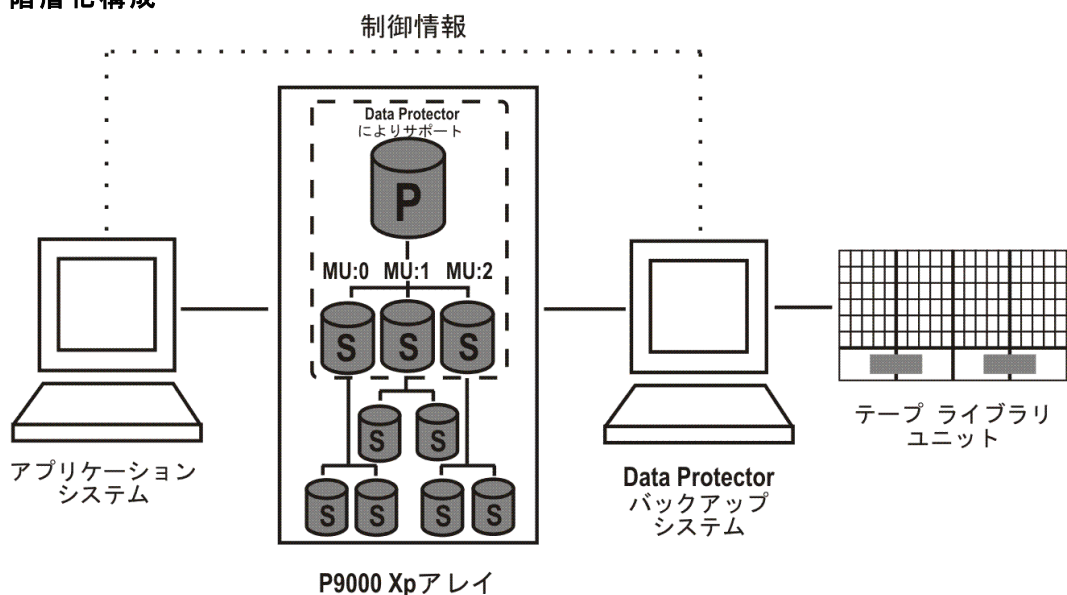 階層化構成
制御情報
Data Protector
によりサポート
P
MU:0 MU:1 MU:2
S S S
S S
S S S S
アプリケーション
システム
Data Protector
バックアップ
システム
テープ ライブラリ
ユニット
P9000 Xpアレイ